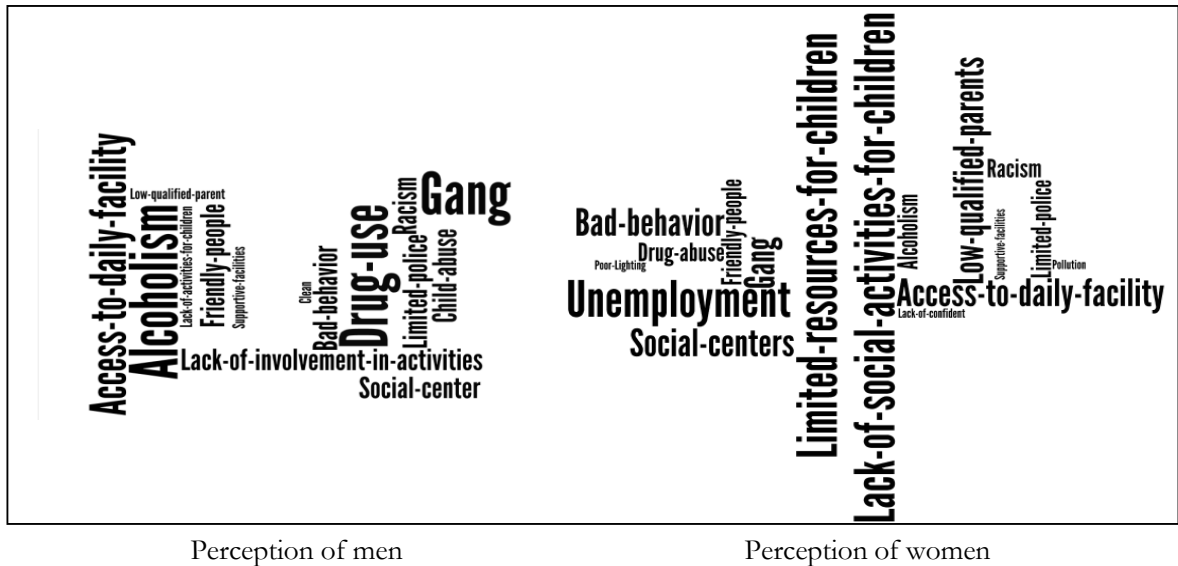 Access-to-daily-facility
Low-qualified-parent
Alcoholism
Lack-of-activities-for-children
Friendly-people
Supportive-facilities
Clean
Bad-behavior
Drug-use
Racism
Gang
Limited-police
Child-abuse
Lack-of-involvement-in-activities
Social-center
Bad-behavior
Drug-abuse
Poor-Lighting
Friendly-people
Gang
Unemployment
Social-centers
Limited-resources-for-children
Lack-of-social-activities-for-children
Alcoholism
Low-qualified-parents
Racism
Supportive-facilities
Limited-police
Pollution
Access-to-daily-facility
Lack-of-confident
Perception of men
Perception of women